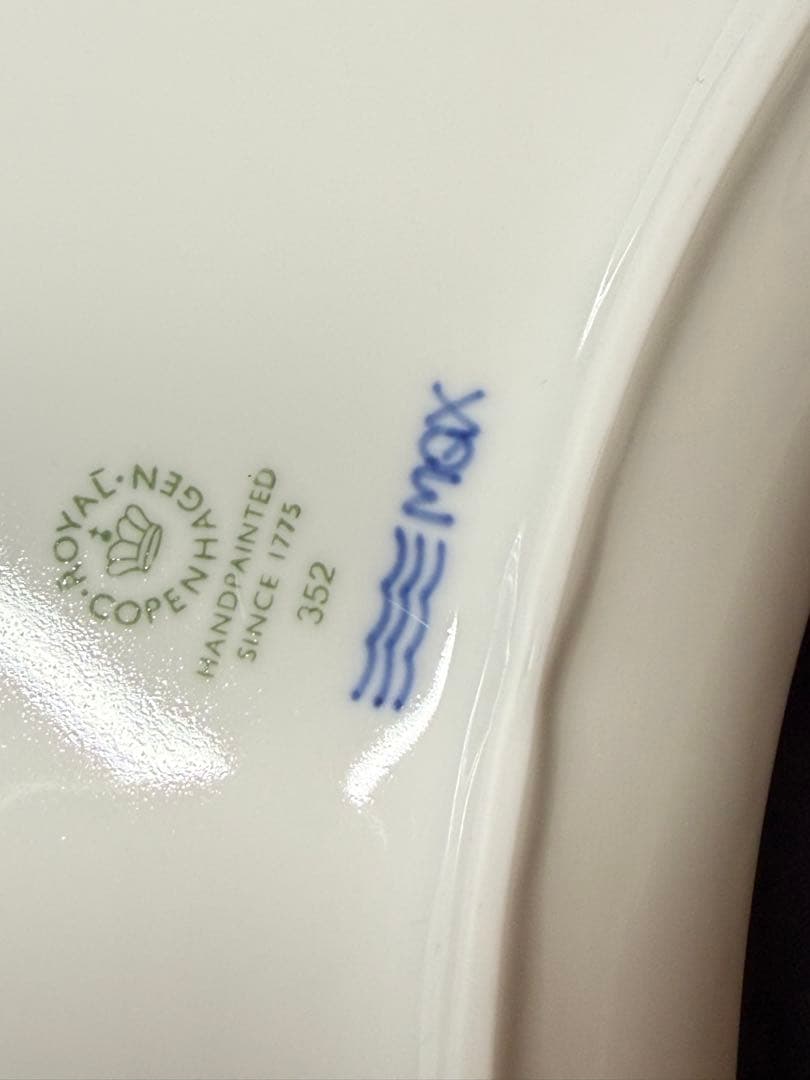 ·ROYAL·
COPENHAGEN
HANDPAINTED
SINCE 1775
352